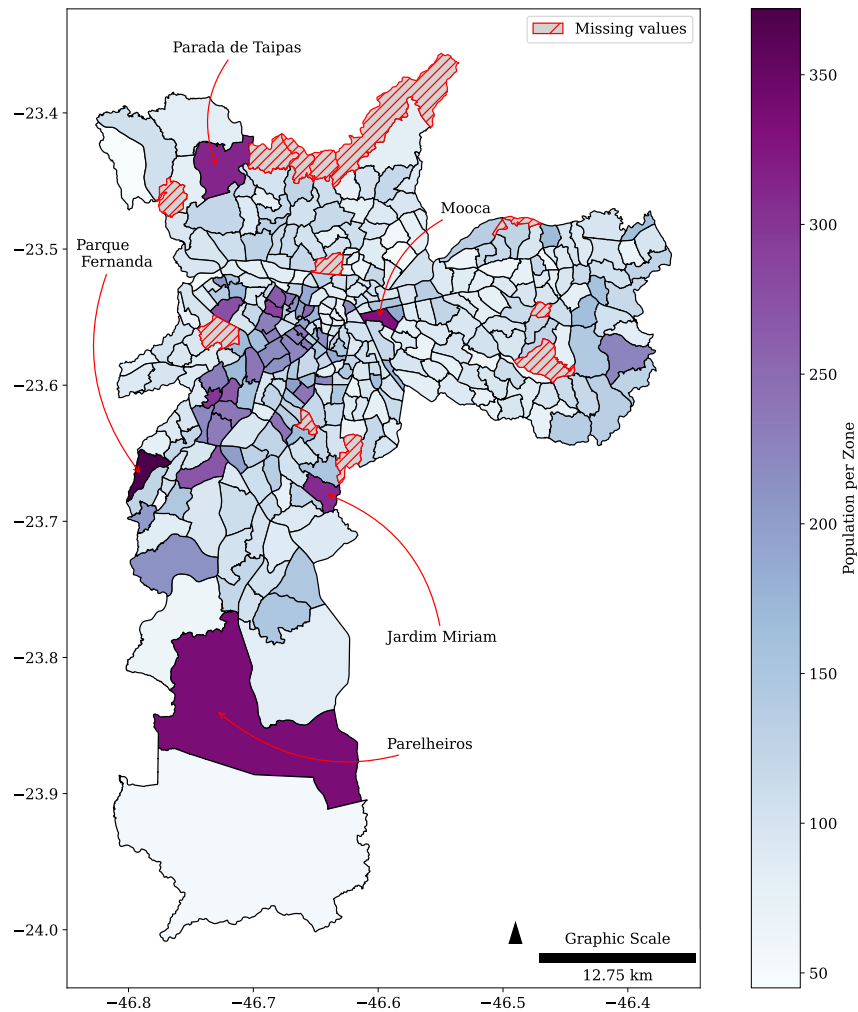 Missing values
Parada de Taipas
Mooca
Parque
Fernanda
Jardim Miriam
Parelheiros
Graphic Scale
12.75 km
−23.4
−23.5
−23.6
−23.7
−23.8
−23.9
−24.0
−46.8
−46.7
−46.6
−46.5
−46.4
350
300
250
200
150
100
50
Population per Zone